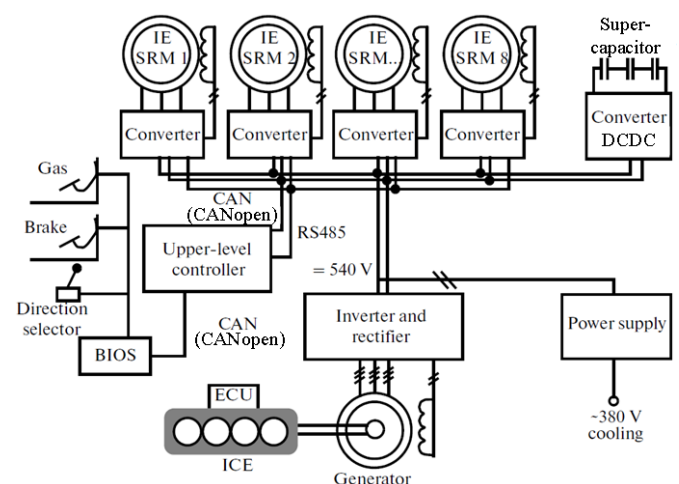 IE
SRM 1
IE
SRM 2
IE
SRM...
IE
SRM 8
Super-
capacitor
Converter
Converter
Converter
Converter
Converter
DCDC
Gas
Brake
Direction
selector
BIOS
CAN
(CANopen)
RS485
Upper-level
controller
= 540 V
CAN
(CANopen)
Inverter and
rectifier
Power supply
~380 V
cooling
ECU
ICE
Generator